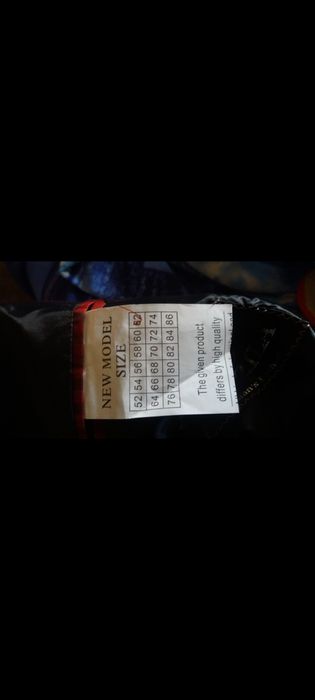 NEW MODEL
SIZE
52 54 56 58 60 62
64 66 68 70 72 74
76 78 80 82 84 86
The given product
differs by high quality